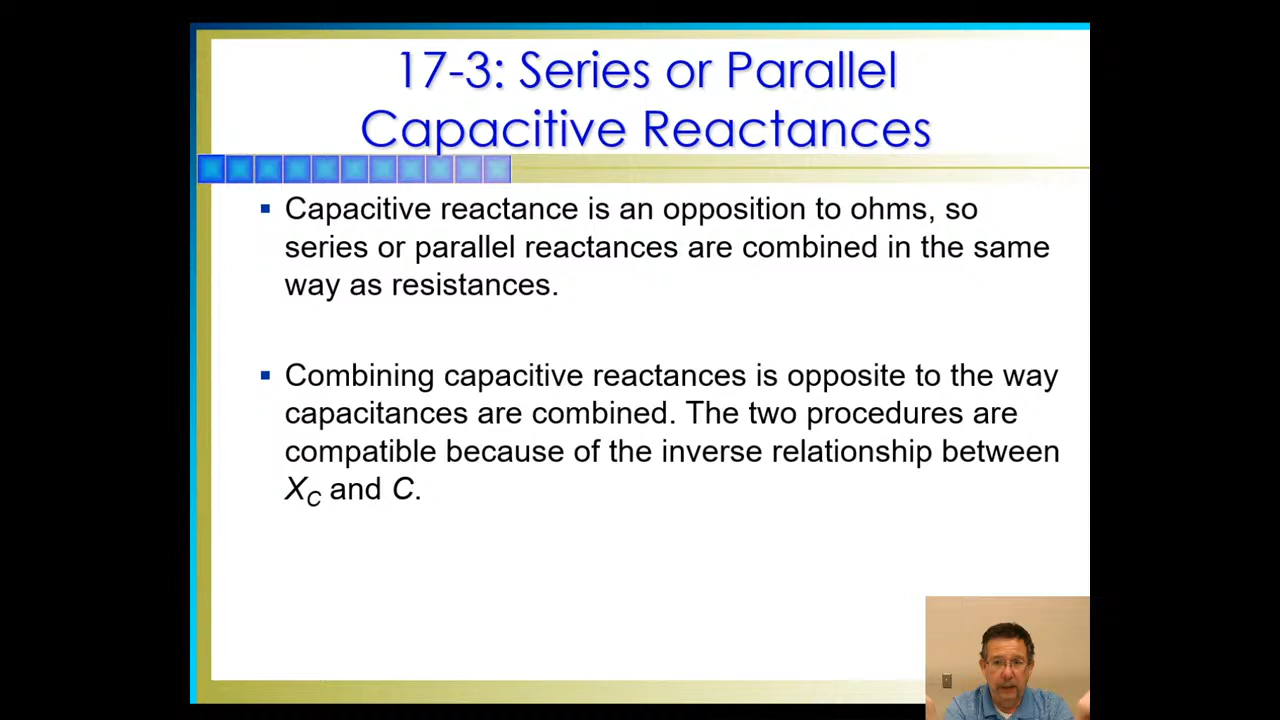 17-3: Series or Parallel
Capacitive Reactances
▪ Capacitive reactance is an opposition to ohms, so
series or parallel reactances are combined in the same
way as resistances.
▪ Combining capacitive reactances is opposite to the way
capacitances are combined. The two procedures are
compatible because of the inverse relationship between
XC and C.